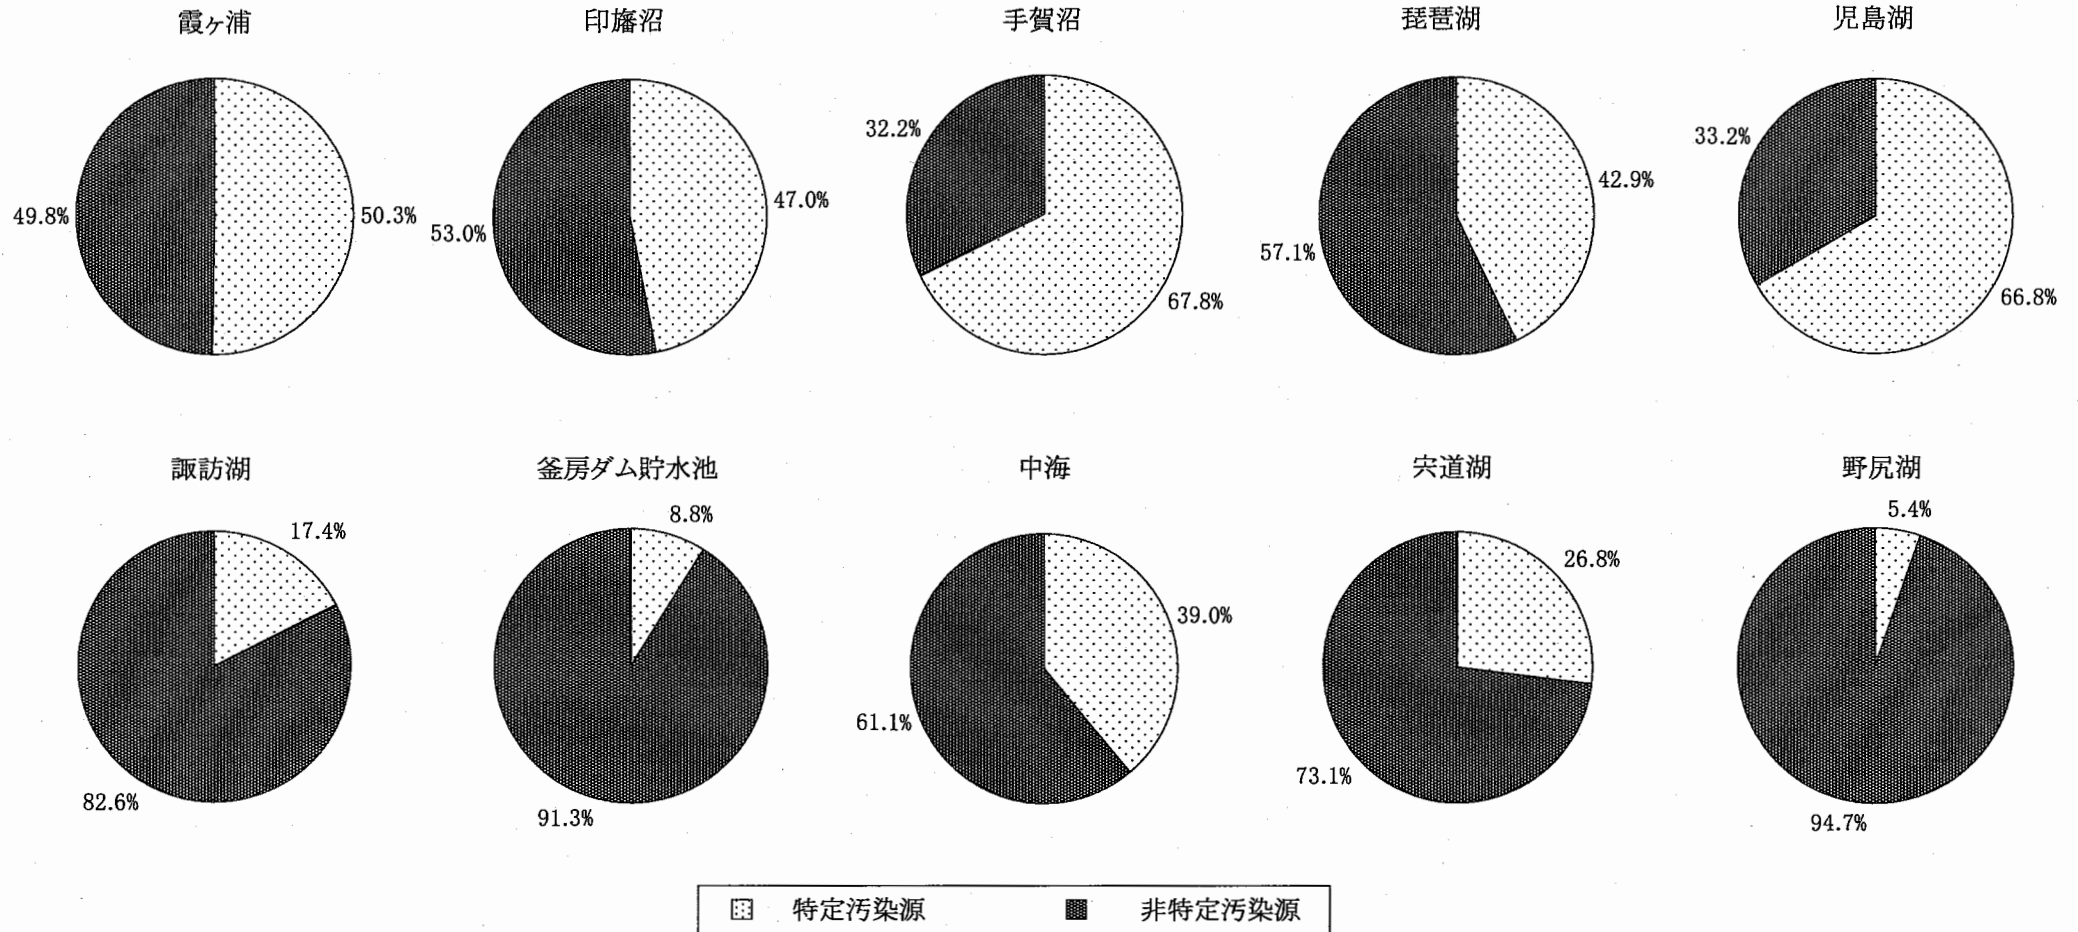 霞ヶ浦
印旛沼
手賀沼
琵琶湖
児島湖
49.8%
50.3%
53.0%
47.0%
32.2%
67.8%
57.1%
42.9%
33.2%
66.8%
諏訪湖
釜房ダム貯水池
中海
宍道湖
野尻湖
17.4%
82.6%
8.8%
91.3%
39.0%
61.1%
26.8%
73.1%
5.4%
94.7%
特定汚染源
非特定汚染源